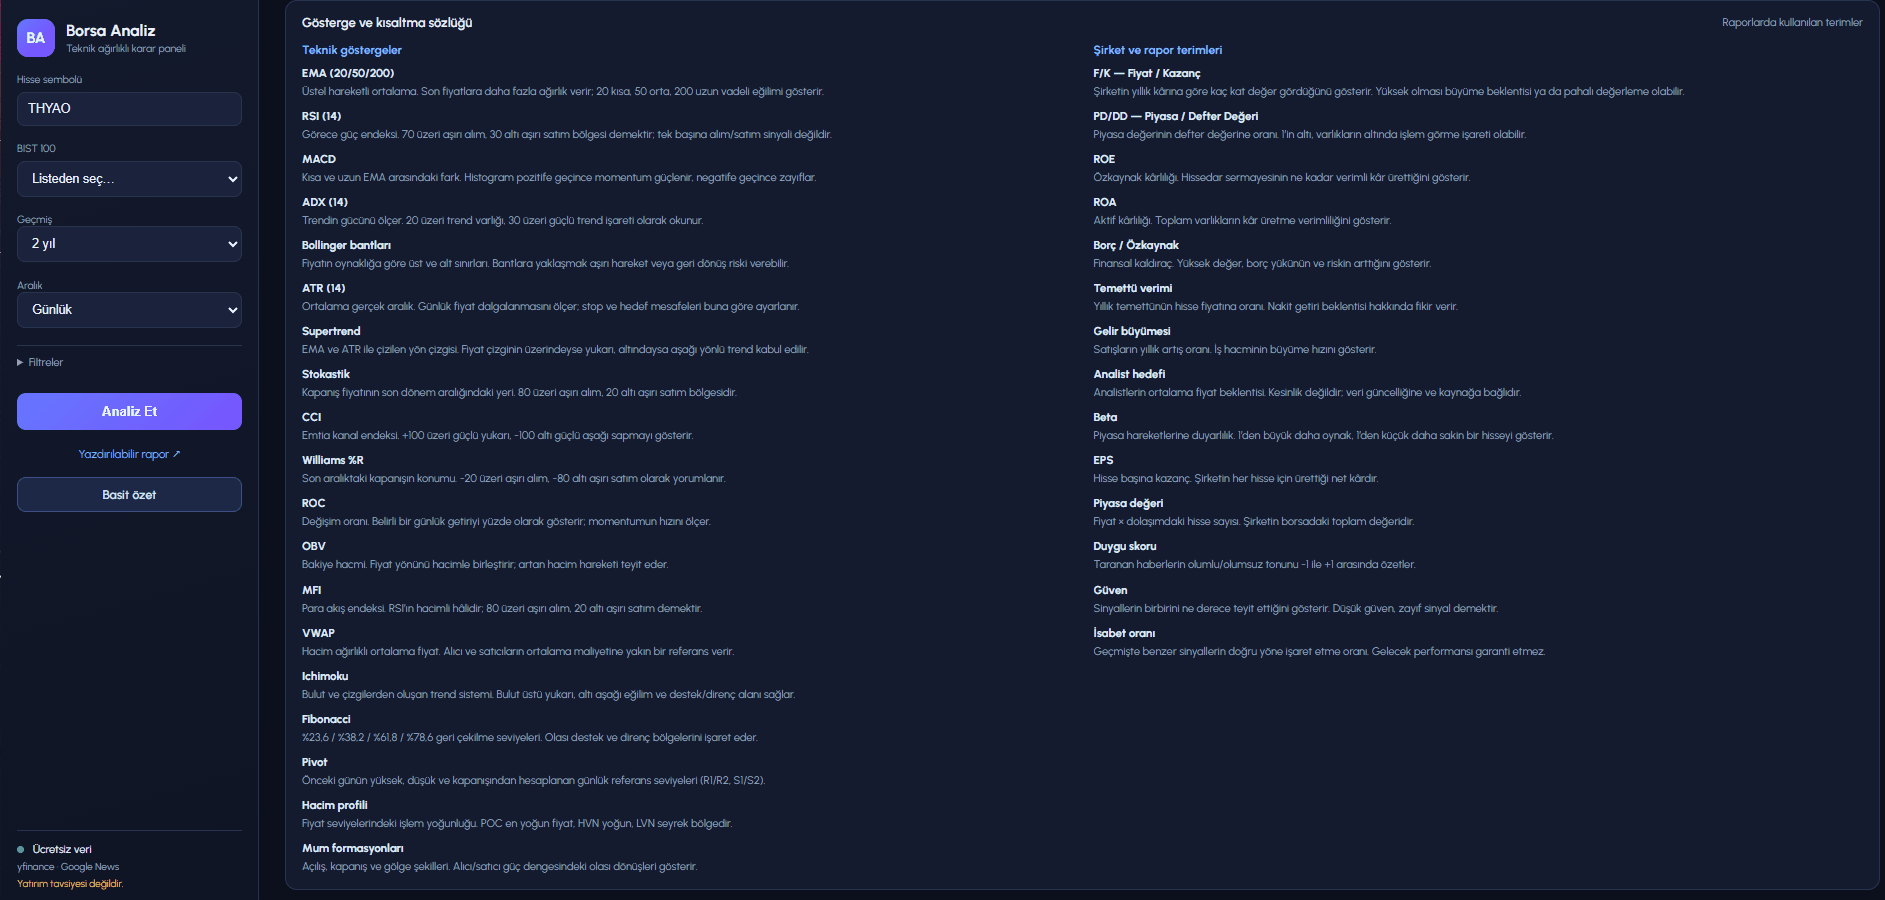 BA
Borsa Analiz
Teknik ağırlıklı karar paneli
Hisse sembolü
THYAO
BIST 100
Listeden seç...
Geçmiş
2 yıl
Aralık
Günlük
Filtreler
Analiz Et
Yazdırılabilir rapor ↗
Basit özet
Ücretsiz veri
yfinance · Google News
Yatırım tavsiyesi değildir.
Gösterge ve kısaltma sözlüğü
Raporlarda kullanılan terimler
Teknik göstergeler
EMA (20/50/200)
Üstel hareketli ortalama. Son fiyatlara daha fazla ağırlık verir; 20 kısa, 50 orta, 200 uzun vadeli eğilimi gösterir.
RSI (14)
Görece güç endeksi. 70 üzeri aşırı alım, 30 altı aşırı satım bölgesi demektir; tek başına alım/satım sinyali değildir.
MACD
Kısa ve uzun EMA arasındaki fark. Histogram pozitife geçince momentum güçlenir, negatife geçince zayıflar.
ADX (14)
Trendin gücünü ölçer. 20 üzeri trend varlığı, 30 üzeri güçlü trend işareti olarak okunur.
Bollinger bantları
Fiyatın oynaklığa göre üst ve alt sınırları. Bantlara yaklaşmak aşırı hareket veya geri dönüş riski verebilir.
ATR (14)
Ortalama gerçek aralık. Günlük fiyat dalgalanmasını ölçer; stop ve hedef mesafeleri buna göre ayarlanır.
Supertrend
EMA ve ATR ile çizilen yön çizgisi. Fiyat çizginin üzerindeyse yukarı, altındaysa aşağı yönlü trend kabul edilir.
Stokastik
Kapanış fiyatının son dönem aralığındaki yeri. 80 üzeri aşırı alım, 20 altı aşırı satım bölgesidir.
CCI
Emtia kanal endeksi. +100 üzeri güçlü yukarı, -100 altı güçlü aşağı sapmayı gösterir.
Williams %R
Son aralıktaki kapanışın konumu. -20 üzeri aşırı alım, -80 altı aşırı satım olarak yorumlanır.
ROC
Değişim oranı. Belirli bir günlük getiriyi yüzde olarak gösterir; momentumun hızını ölçer.
OBV
Bakiye hacmi. Fiyat yönünü hacimle birleştirir; artan hacim hareketi teyit eder.
MFI
Para akış endeksi. RSI'ın hacimli hâlidir; 80 üzeri aşırı alım, 20 altı aşırı satım demektir.
VWAP
Hacim ağırlıklı ortalama fiyat. Alıcı ve satıcıların ortalama maliyetine yakın bir referans verir.
Ichimoku
Bulut ve çizgilerden oluşan trend sistemi. Bulut üstü yukarı, altı aşağı eğilim ve destek/direnç alanı sağlar.
Fibonacci
%23,6 / %38,2 / %61,8 / %78,6 geri çekilme seviyeleri. Olası destek ve direnç bölgelerini işaret eder.
Pivot
Önceki günün yüksek, düşük ve kapanışından hesaplanan günlük referans seviyeleri (R1/R2, S1/S2).
Hacim profili
Fiyat seviyelerindeki işlem yoğunluğu. POC en yoğun fiyat, HVN yoğun, LVN seyrek bölgedir.
Mum formasyonları
Açılış, kapanış ve gölge şekilleri. Alıcı/satıcı güç dengesindeki olası dönüşleri gösterir.
Şirket ve rapor terimleri
F/K — Fiyat / Kazanç
Şirketin yıllık kârına göre kaç kat değer gördüğünü gösterir. Yüksek olması büyüme beklentisi ya da pahalı değerleme olabilir.
PD/DD — Piyasa / Defter Değeri
Piyasa değerinin defter değerine oranı. 1'in altı, varlıkların altında işlem görme işareti olabilir.
ROE
Özkaynak kârlılığı. Hissedar sermayesinin ne kadar verimli kâr ürettiğini gösterir.
ROA
Aktif kârlılığı. Toplam varlıkların kâr üretme verimliliğini gösterir.
Borç / Özkaynak
Finansal kaldıraç. Yüksek değer, borç yükünün ve riskin arttığını gösterir.
Temettü verimi
Yıllık temettünün hisse fiyatına oranı. Nakit getiri beklentisi hakkında fikir verir.
Gelir büyümesi
Satışların yıllık artış oranı. İş hacminin büyüme hızını gösterir.
Analist hedefi
Analistlerin ortalama fiyat beklentisi. Kesinlik değildir; veri güncelliğine ve kaynağa bağlıdır.
Beta
Piyasa hareketlerine duyarlılık. 1'den büyük daha oynak, 1'den küçük daha sakin bir hisseyi gösterir.
EPS
Hisse başına kazanç. Şirketin her hisse için ürettiği net kârdır.
Piyasa değeri
Fiyat × dolaşımdaki hisse sayısı. Şirketin borsadaki toplam değeridir.
Duygu skoru
Taranan haberlerin olumlu/olumsuz tonunu -1 ile +1 arasında özetler.
Güven
Sinyallerin birbirini ne derece teyit ettiğini gösterir. Düşük güven, zayıf sinyal demektir.
İsabet oranı
Geçmişte benzer sinyallerin doğru yöne işaret etme oranı. Gelecek performansı garanti etmez.